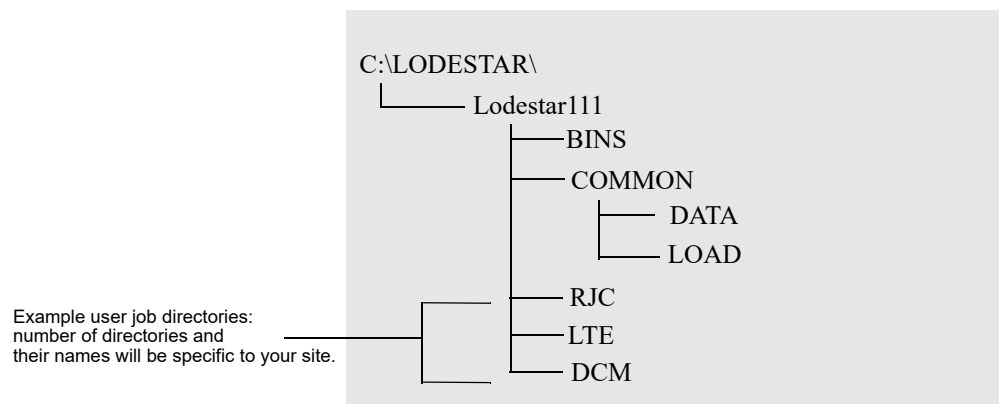 C:\LODESTAR\
Lodestar111
BINS
COMMON
DATA
LOAD
RJC
LTE
DCM
Example user job directories:
number of directories and
their names will be specific to your site.